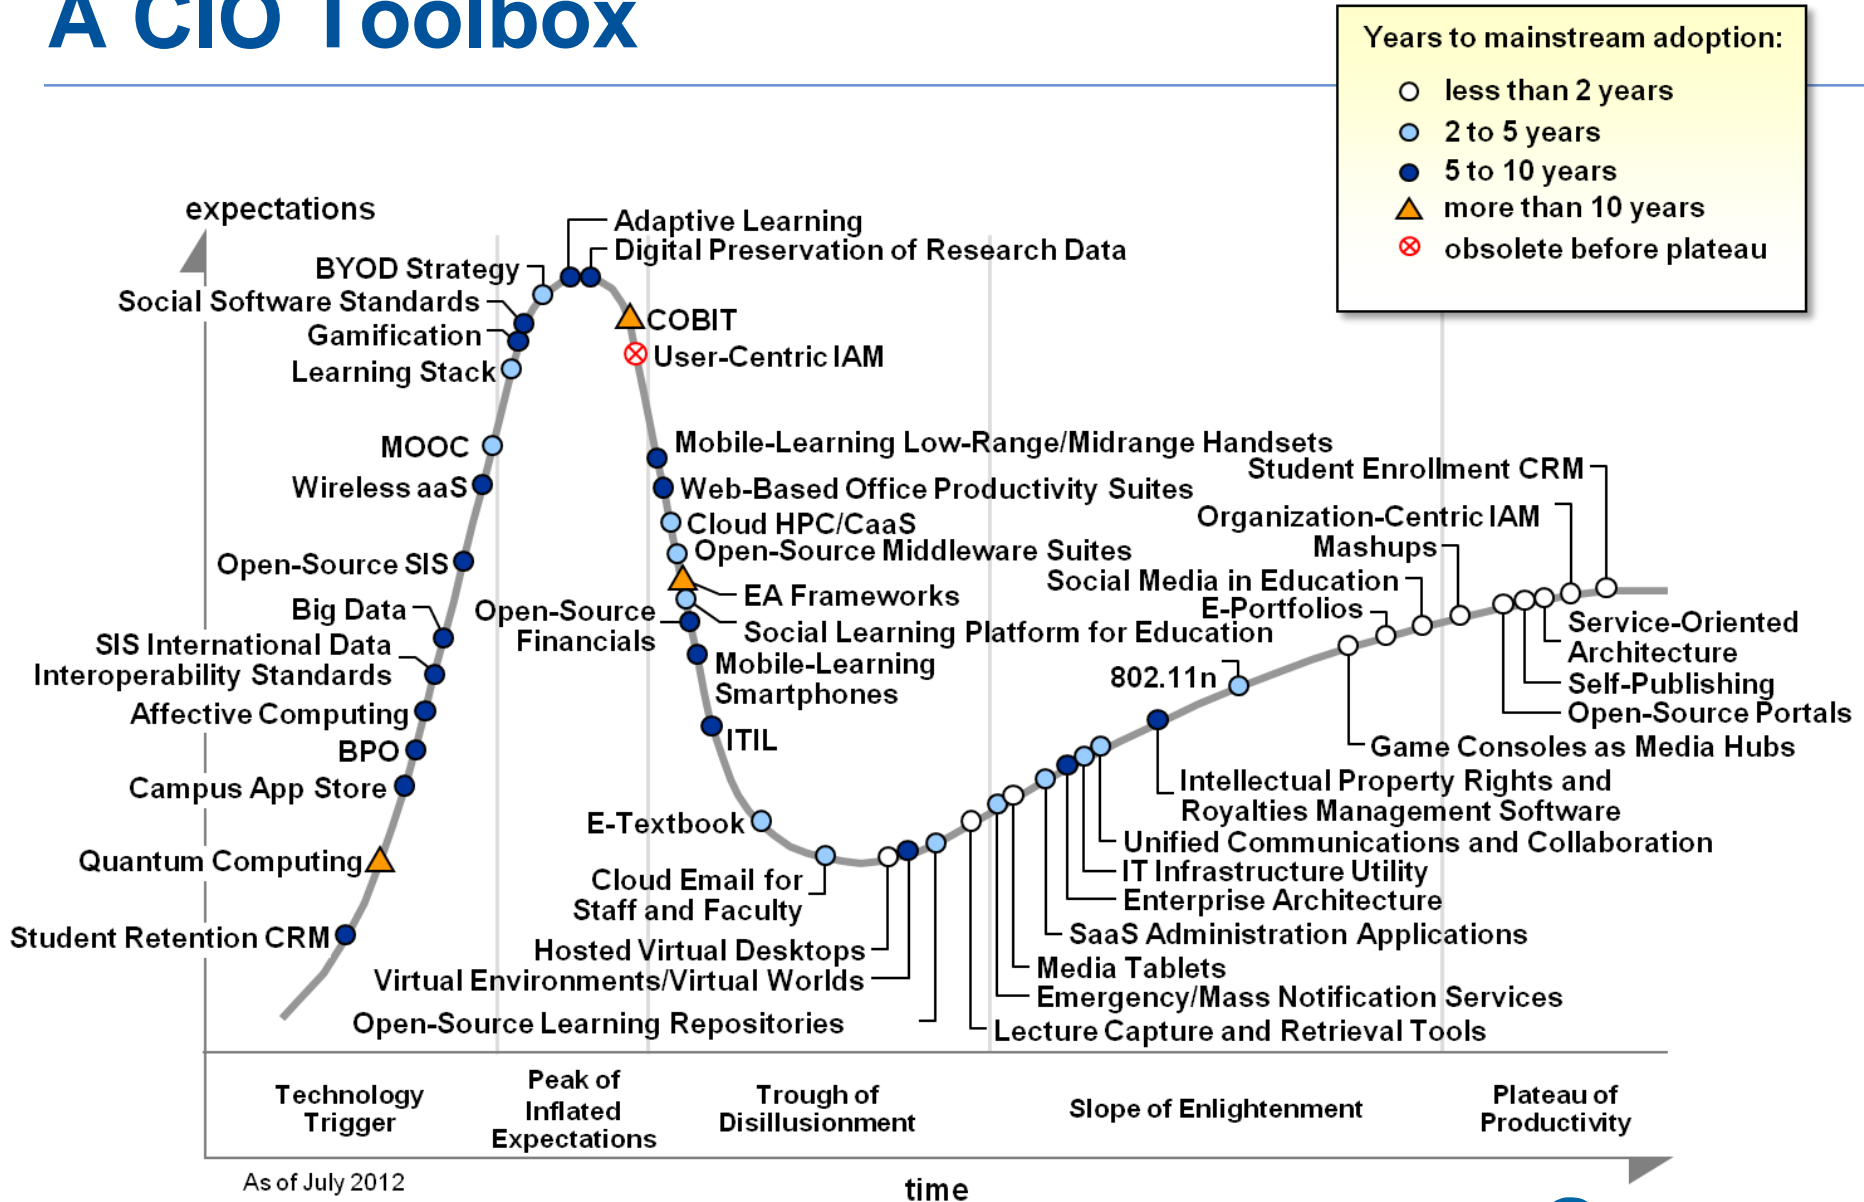 A CIO Toolbox
Years to mainstream adoption:
less than 2 years
2 to 5 years
5 to 10 years
more than 10 years
obsolete before plateau
expectations
Adaptive Learning
Digital Preservation of Research Data
BYOD Strategy
Social Software Standards
Gamification
Learning Stack
COBIT
User-Centric IAM
MOOC
Wireless aaS
Open-Source SIS
Big Data
SIS International Data
Interoperability Standards
Affective Computing
BPO
Campus App Store
Quantum Computing
Student Retention CRM
Mobile-Learning Low-Range/Midrange Handsets
Web-Based Office Productivity Suites
Cloud HPC/CaaS
Open-Source Middleware Suites
EA Frameworks
Open-Source
Financials
Social Learning Platform for Education
Mobile-Learning
Smartphones
ITIL
E-Textbook
Cloud Email for
Staff and Faculty
Hosted Virtual Desktops
Virtual Environments/Virtual Worlds
Open-Source Learning Repositories
Student Enrollment CRM
Organization-Centric IAM
Mashups
Social Media in Education
E-Portfolios
802.11n
Service-Oriented
Architecture
Self-Publishing
Open-Source Portals
Game Consoles as Media Hubs
Intellectual Property Rights and
Royalties Management Software
Unified Communications and Collaboration
IT Infrastructure Utility
Enterprise Architecture
SaaS Administration Applications
Media Tablets
Emergency/Mass Notification Services
Lecture Capture and Retrieval Tools
Technology
Trigger
Peak of
Inflated
Expectations
Trough of
Disillusionment
Slope of Enlightenment
Plateau of
Productivity
As of July 2012
time